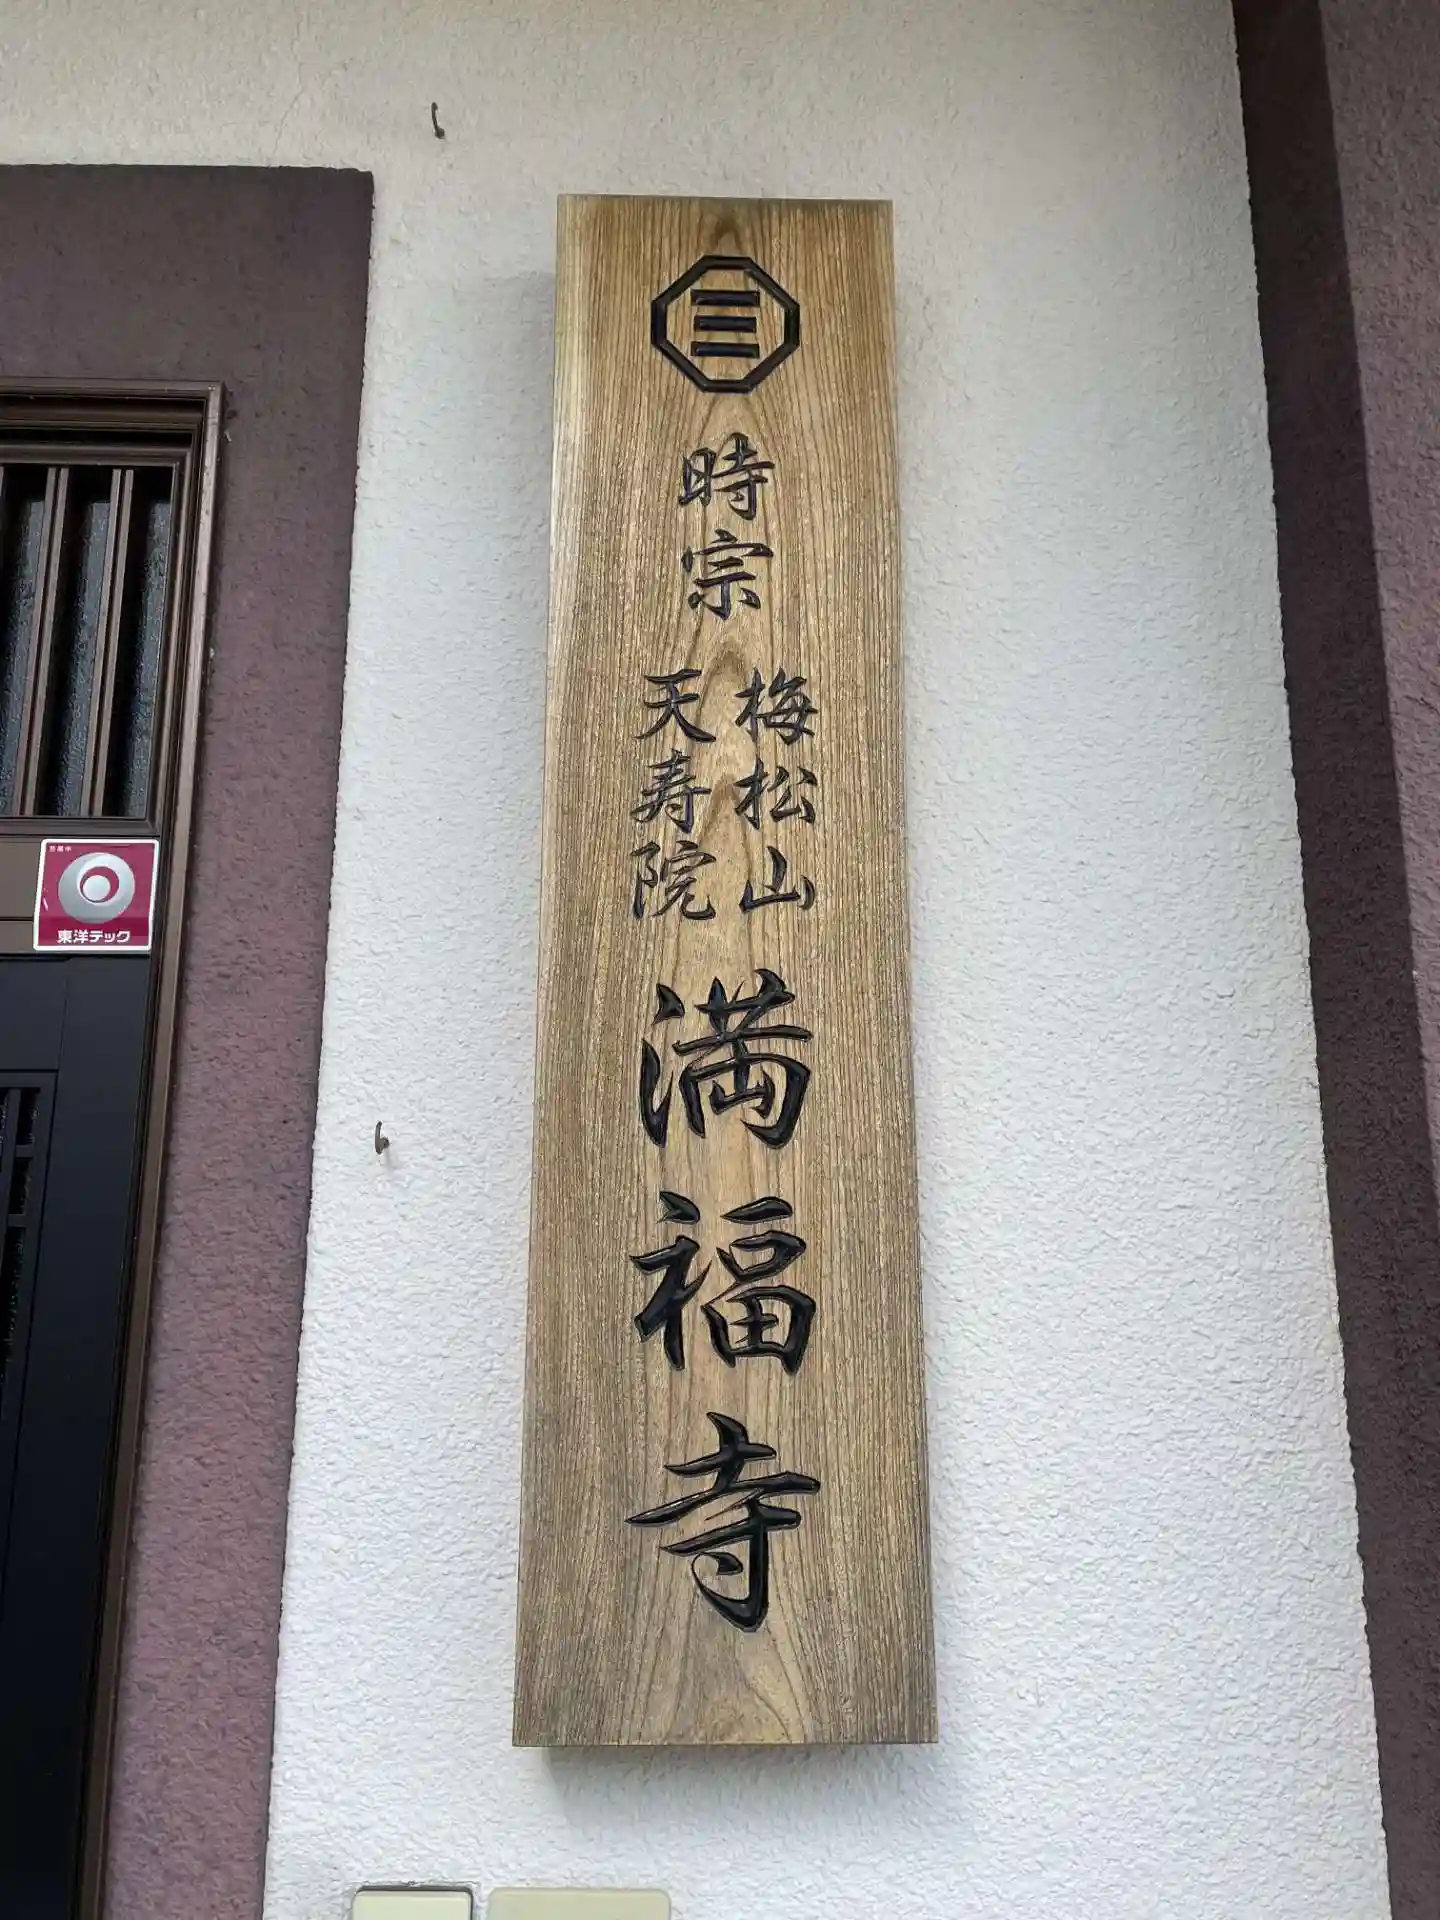 時宗
梅松山
天寿院
満福寺
東洋テック